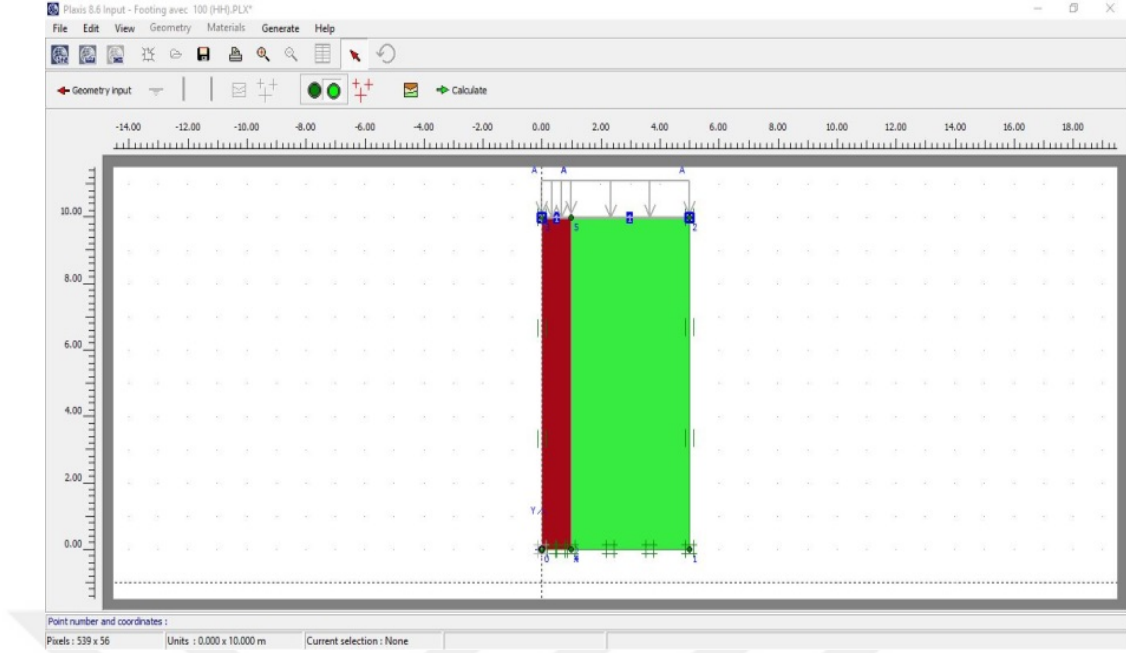 Plaxis 8.6 Input - Footing avec 100 (HH).PLX*
File Edit View Geometry Materials Generate Help
Geometry input Calculate
-14.00 -12.00 -10.00 -8.00 -6.00 -4.00 -2.00 0.00 2.00 4.00 6.00 8.00 10.00 12.00 14.00 16.00 18.00
A A A
10.00
5 2
8.00
6.00
4.00
2.00
Y
0.00
0 1
Point number and coordinates :
Pixels : 539 x 56 Units : 0.000 x 10.000 m Current selection : None